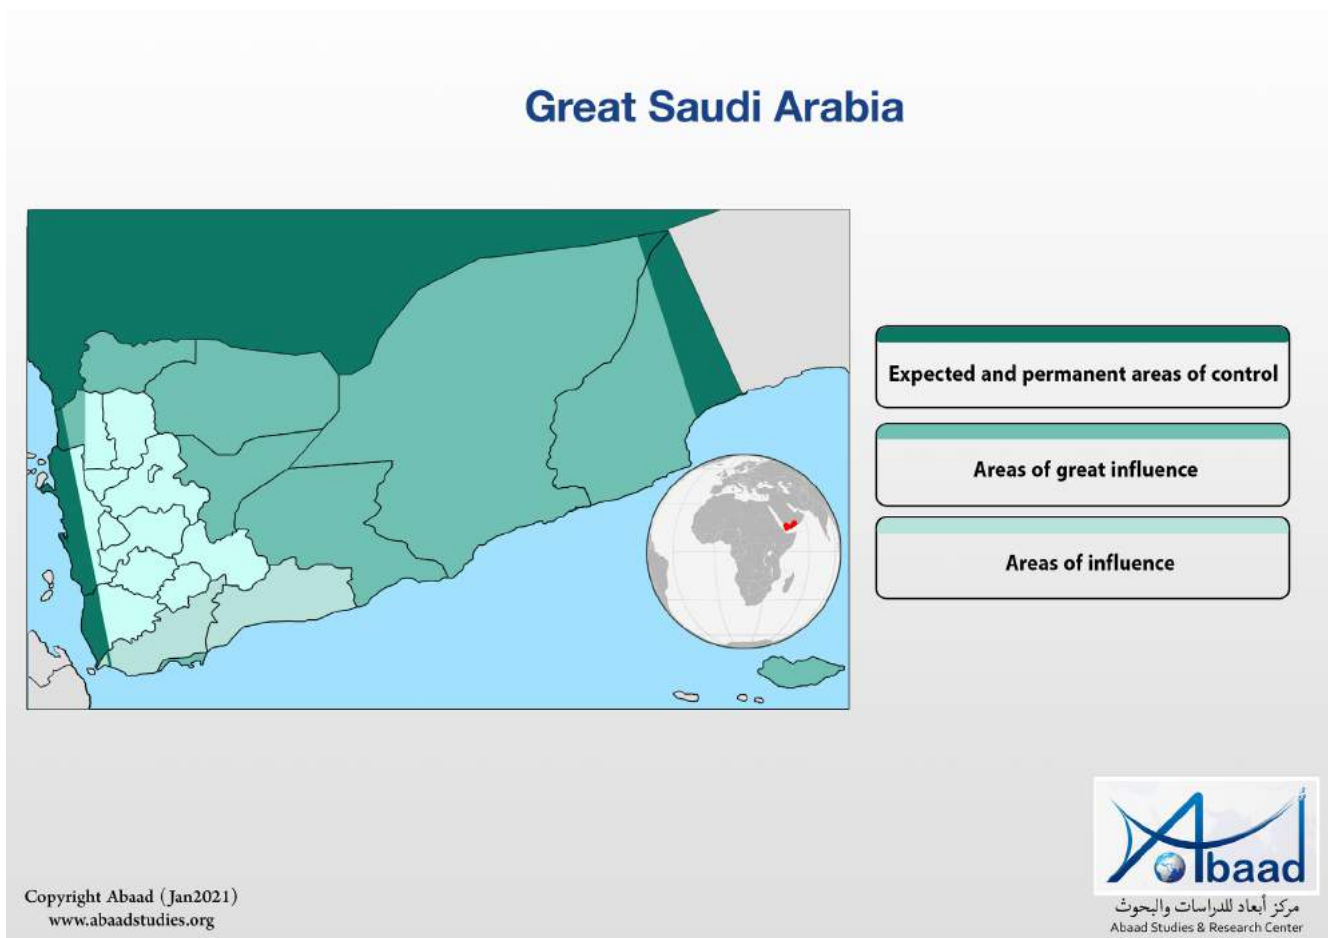 Great Saudi Arabia
Expected and permanent areas of control
Areas of great influence
Areas of influence
Abaad
مركز أبعاد للدراسات والبحوث
Abaad Studies & Research Center
Copyright Abaad (Jan2021)
www.abaadstudies.org